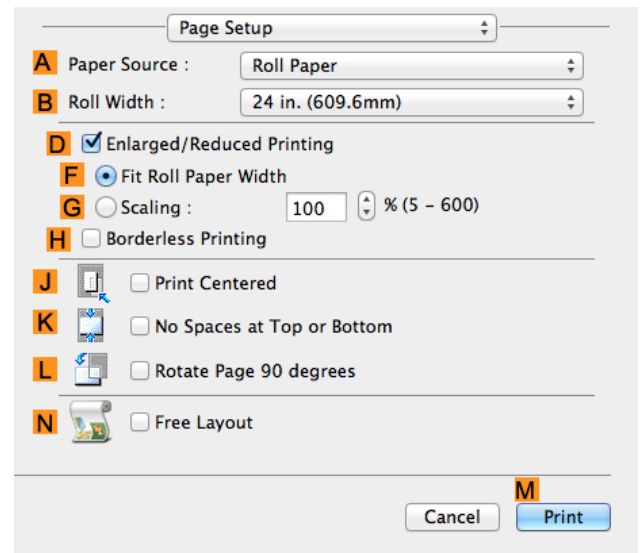 Page Setup
A Paper Source : Roll Paper
B Roll Width : 24 in. (609.6mm)
D Enlarged/Reduced Printing
F Fit Roll Paper Width
G Scaling : 100 % (5 – 600)
H Borderless Printing
J Print Centered
K No Spaces at Top or Bottom
L Rotate Page 90 degrees
N Free Layout
M
Cancel Print